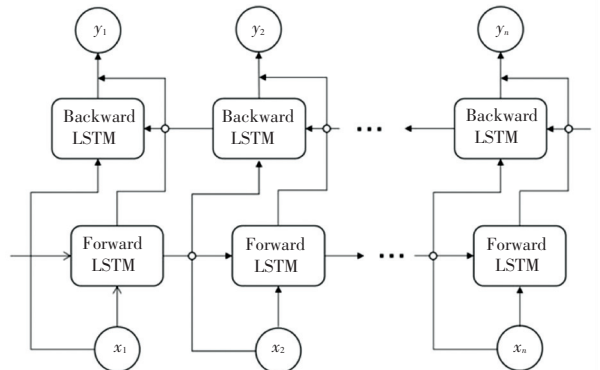 y1 y2 yn
Backward LSTM
Backward LSTM
Backward LSTM
...
Forward LSTM
Forward LSTM
...
Forward LSTM
x1 x2 xn